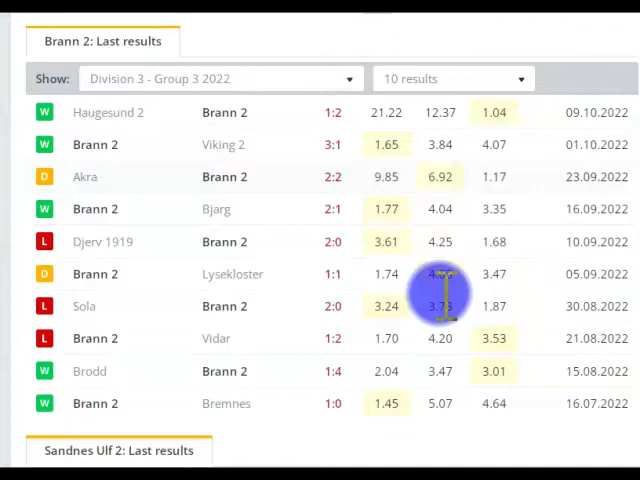 Brann 2: Last results
Show: Division 3 - Group 3 2022 10 results
W Haugesund 2 Brann 2 1:2 21.22 12.37 1.04 09.10.2022
W Brann 2 Viking 2 3:1 1.65 3.84 4.07 01.10.2022
D Akra Brann 2 2:2 9.85 6.92 1.17 23.09.2022
W Brann 2 Bjarg 2:1 1.77 4.04 3.35 16.09.2022
L Djerv 1919 Brann 2 2:0 3.61 4.25 1.68 10.09.2022
D Brann 2 Lysekloster 1:1 1.74 3.47 05.09.2022
L Sola Brann 2 2:0 3.24 1.87 30.08.2022
L Brann 2 Vidar 1:2 1.70 4.20 3.53 21.08.2022
W Brodd Brann 2 1:4 2.04 3.47 3.01 15.08.2022
W Brann 2 Bremnes 1:0 1.45 5.07 4.64 16.07.2022
Sandnes Ulf 2: Last results